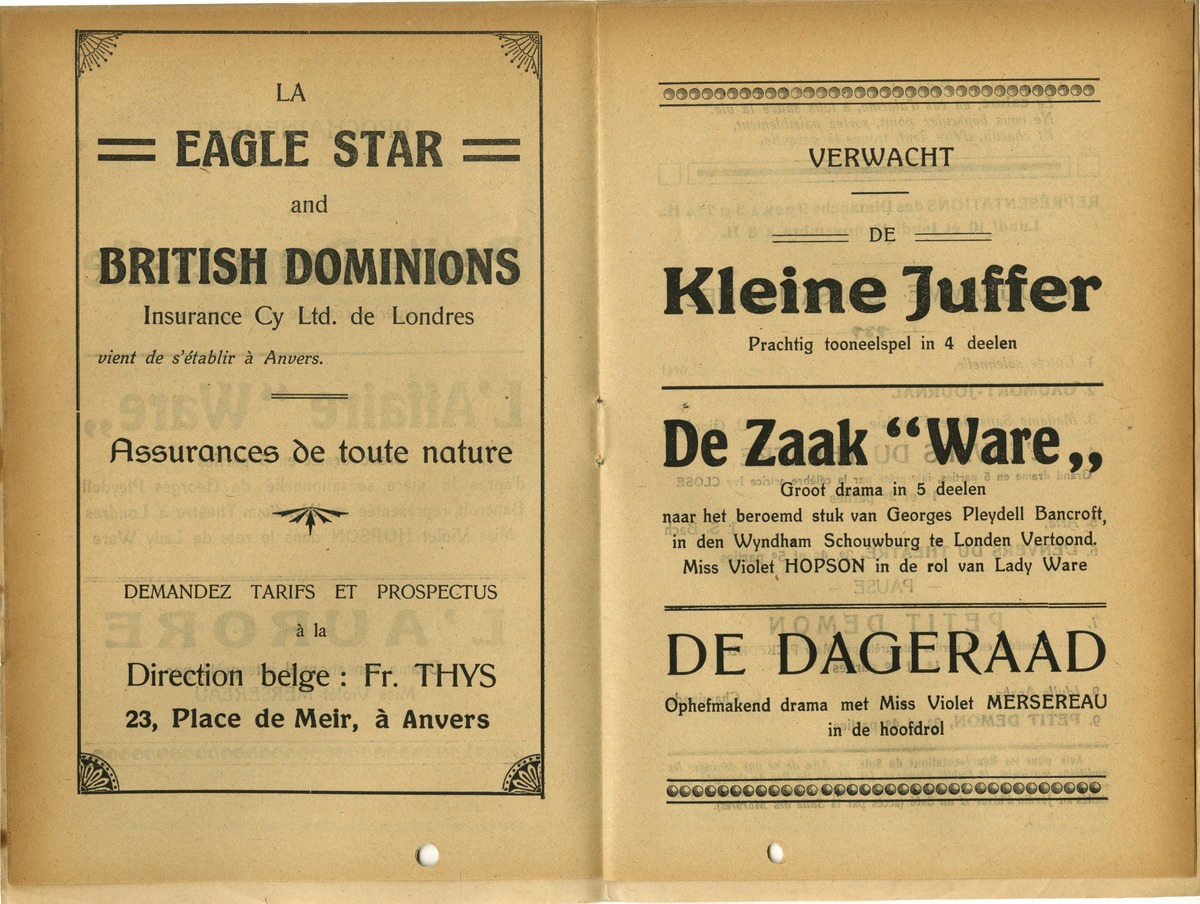 LA
EAGLE STAR
and
BRITISH DOMINIONS
Insurance Cy Ltd. de Londres
vient de s'établir à Anvers.
Assurances de toute nature
DEMANDEZ TARIFS ET PROSPECTUS
à la
Direction belge : Fr. THYS
23, Place de Meir, à Anvers
VERWACHT
DE
Kleine Juffer
Prachtig tooneelspel in 4 deelen
De Zaak “Ware„
Groot drama in 5 deelen
naar het beroemd stuk van Georges Pleydell Bancroft,
in den Wyndham Schouwburg te Londen Vertoond.
Miss Violet HOPSON in de rol van Lady Ware
DE DAGERAAD
Ophefmakend drama met Miss Violet MERSEREAU
in de hoofdrol